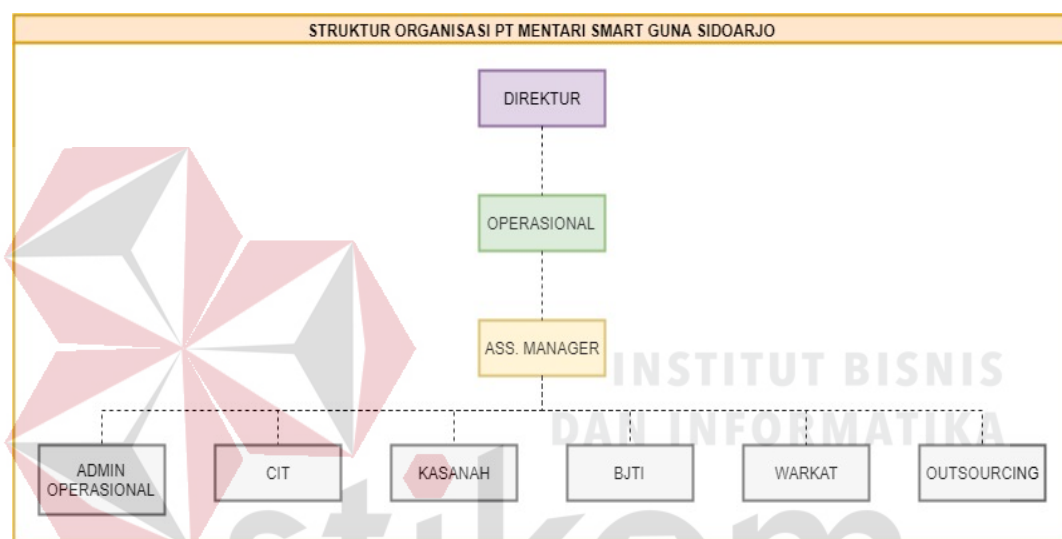 STRUKTUR ORGANISASI PT MENTARI SMART GUNA SIDOARJO
DIREKTUR
OPERASIONAL
ASS. MANAGER
INSTITUT BISNIS
DAN INFORMATIKA
ADMIN
OPERASIONAL
CIT
KASANAH
BJTI
WARKAT
OUTSOURCING
stikom